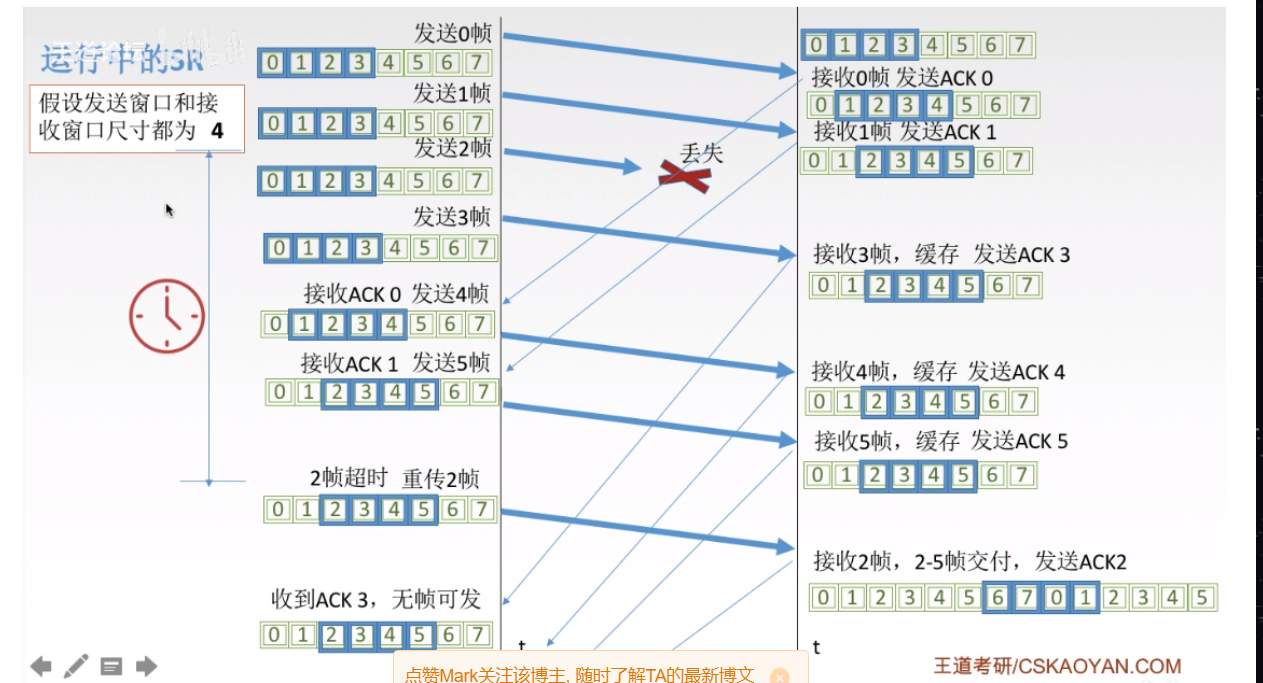 运行中的SR
假设发送窗口和接
收窗口尺寸都为 4
发送0帧
0 1 2 3 4 5 6 7
发送1帧
0 1 2 3 4 5 6 7
发送2帧
0 1 2 3 4 5 6 7
发送3帧
0 1 2 3 4 5 6 7
接收ACK 0 发送4帧
0 1 2 3 4 5 6 7
接收ACK 1 发送5帧
0 1 2 3 4 5 6 7
2帧超时 重传2帧
0 1 2 3 4 5 6 7
收到ACK 3，无帧可发
0 1 2 3 4 5 6 7
丢失
t
0 1 2 3 4 5 6 7
接收0帧 发送ACK 0
0 1 2 3 4 5 6 7
接收1帧 发送ACK 1
0 1 2 3 4 5 6 7
接收3帧，缓存 发送ACK 3
0 1 2 3 4 5 6 7
接收4帧，缓存 发送ACK 4
0 1 2 3 4 5 6 7
接收5帧，缓存 发送ACK 5
0 1 2 3 4 5 6 7
接收2帧，2-5帧交付，发送ACK2
0 1 2 3 4 5 6 7 0 1 2 3 4 5
t
王道考研/CSKAOYAN.COM
点赞Mark关注该博主, 随时了解TA的最新博文